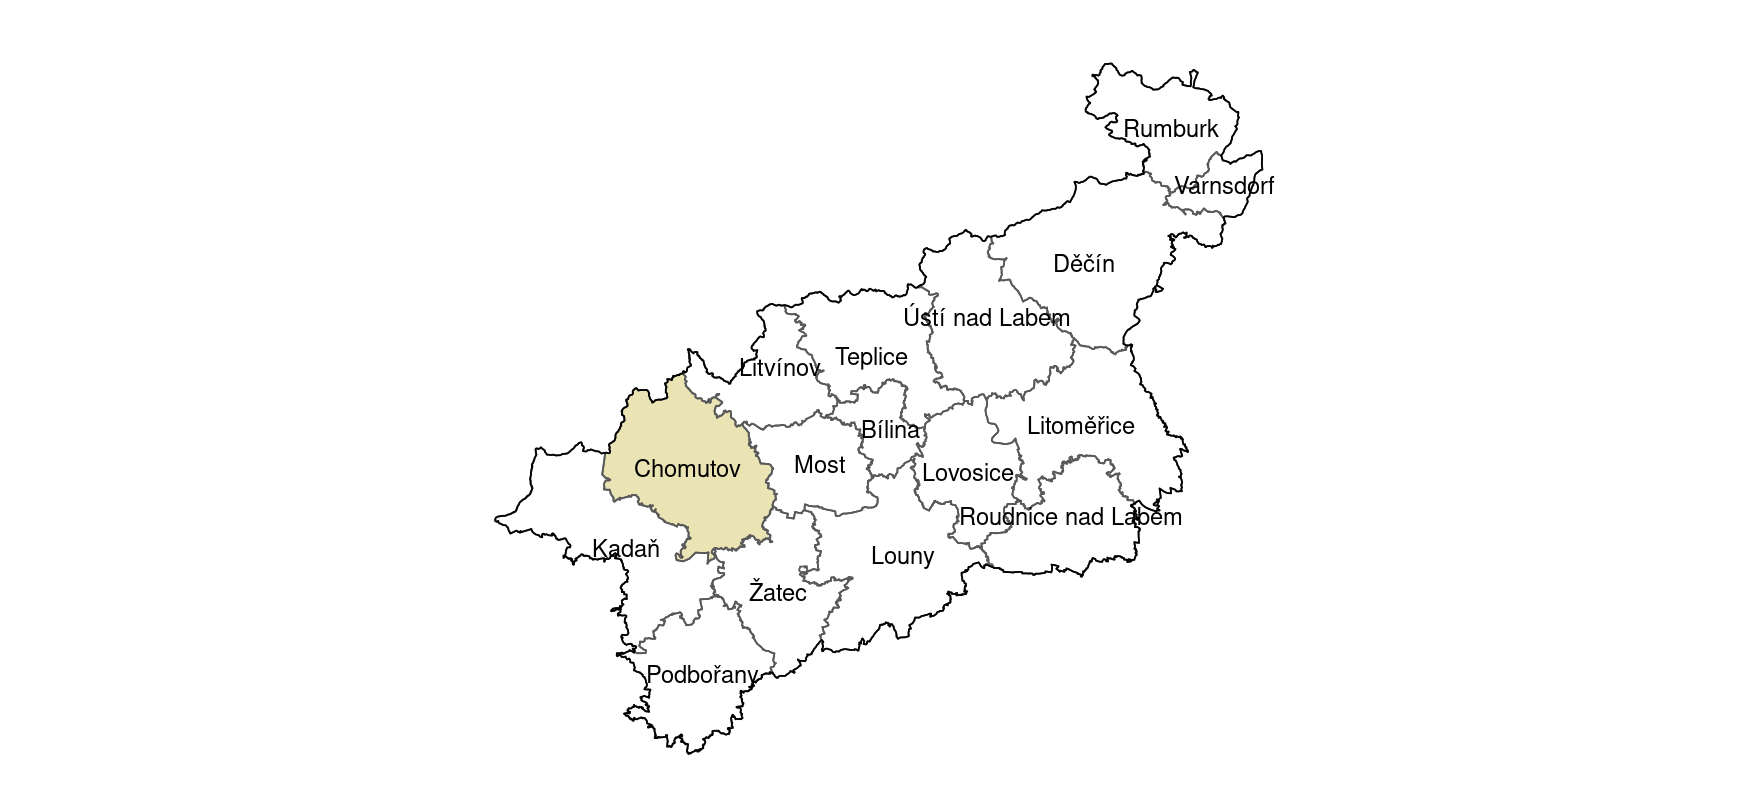 Rumburk
Varnsdorf
Děčín
Ústí nad Labem
Teplice
Litvínov
Litoměřice
Bílina
Most
Chomutov
Lovosice
Roudnice nad Labem
Kadaň
Louny
Žatec
Podbořany